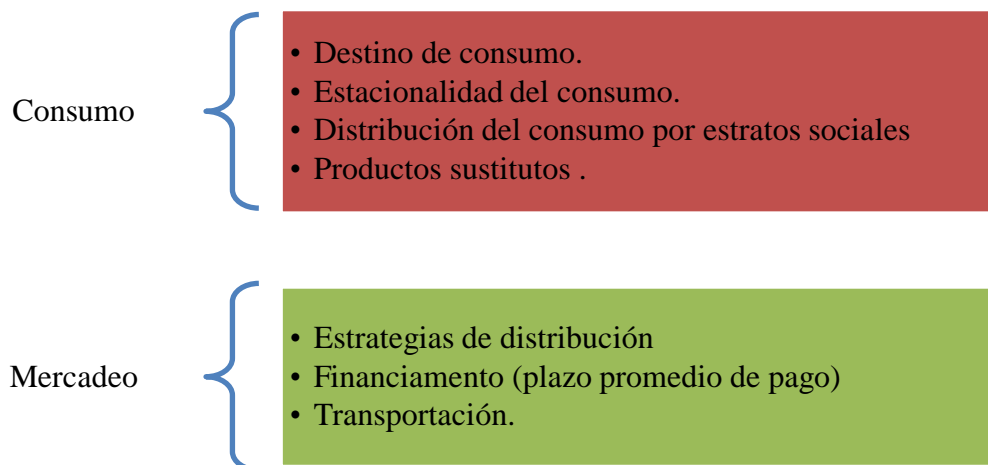 Consumo
• Destino de consumo.
• Estacionalidad del consumo.
• Distribución del consumo por estratos sociales
• Productos sustitutos .
Mercadeo
• Estrategias de distribución
• Financiamento (plazo promedio de pago)
• Transportación.